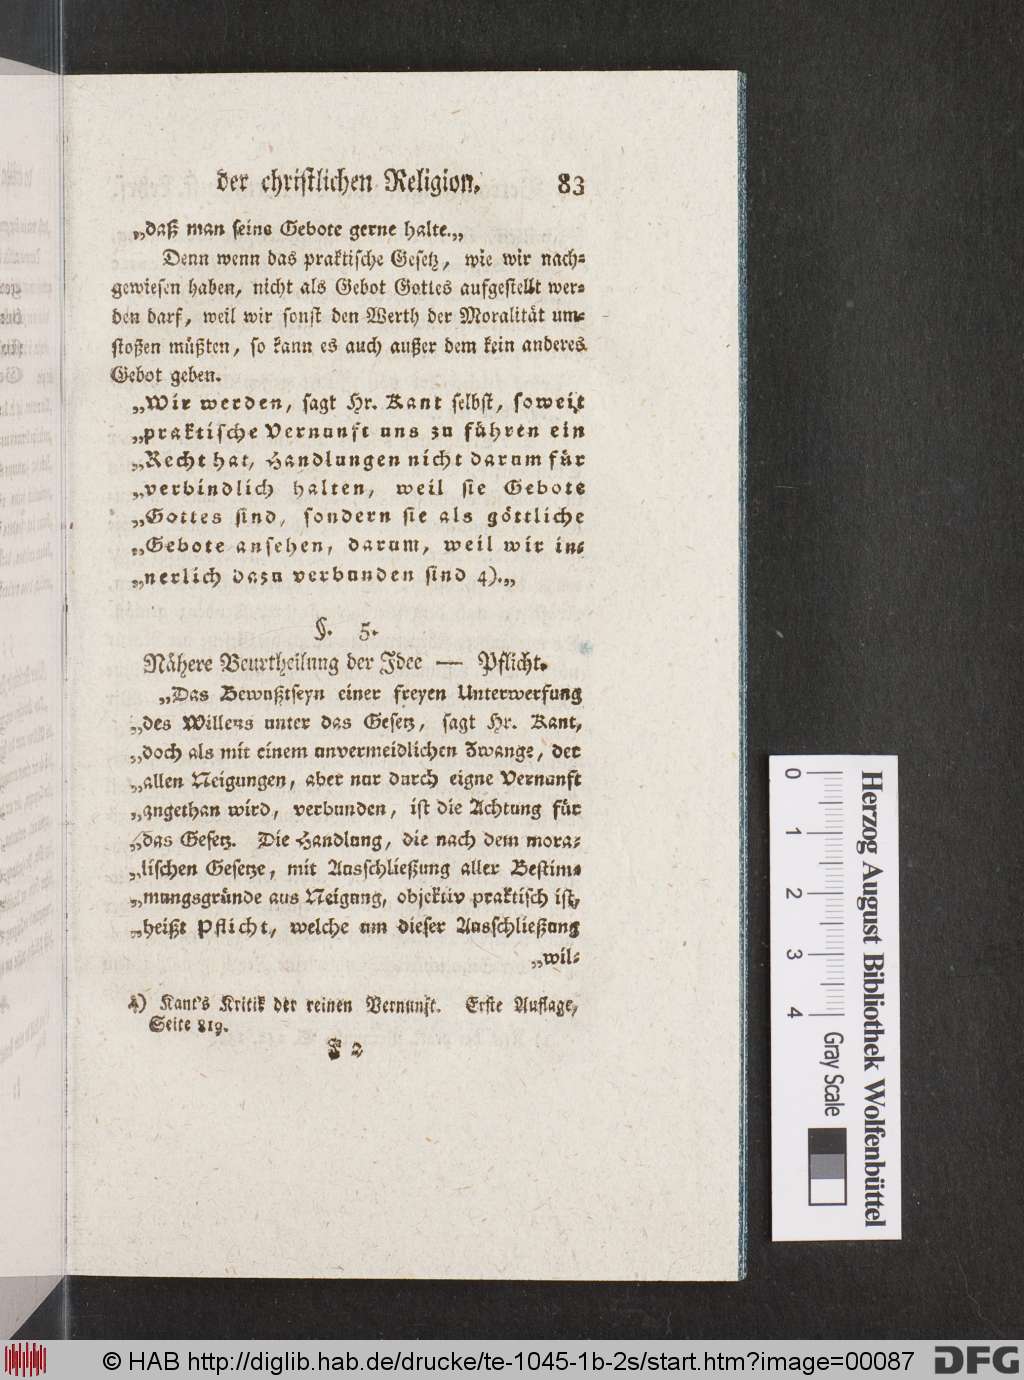 der christlichen Religion. 83
„daß man seine Gebote gerne halte.„
Denn wenn das praktische Gesetz, wie wir nach-
gewiesen haben, nicht als Gebot Gottes aufgestellt wer-
den darf, weil wir sonst den Werth der Moralität um-
stoßen müßten, so kann es auch außer dem kein anderes
Gebot geben.
„Wir werden, sagt Hr. Kant selbst, soweit
„praktische Vernunft uns zu führen ein
„Recht hat, Handlungen nicht darum für
„verbindlich halten, weil sie Gebote
„Gottes sind, sondern sie als göttliche
„Gebote ansehen, darum, weil wir in-
„nerlich dazu verbunden sind 4).„
§. 5.
Nähere Beurtheilung der Idee — Pflicht.
„Das Bewußtseyn einer freyen Unterwerfung
„des Willens unter das Gesetz, sagt Hr. Kant,
„doch als mit einem unvermeidlichen Zwange, der
„allen Neigungen, aber nur durch eigne Vernunft
„angethan wird, verbunden, ist die Achtung für
„das Gesetz. Die Handlung, die nach dem mora-
„lischen Gesetze, mit Ausschließung aller Bestim-
„mungsgründe aus Neigung, objektiv praktisch ist,
„heißt Pflicht, welche um dieser Ausschließung
„wil-
4) Kant's Kritik der reinen Vernunft. Erste Auflage,
Seite 819.
F 2
0 1 2 3 4
Gray Scale
Herzog August Bibliothek Wolfenbüttel
© HAB http://diglib.hab.de/drucke/te-1045-1b-2s/start.htm?image=00087
DFG